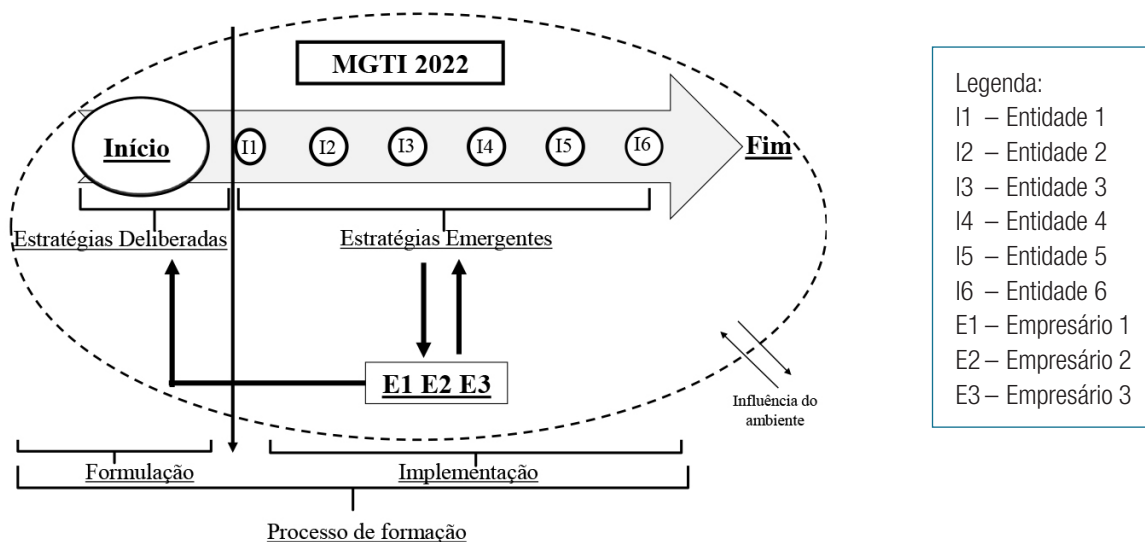 MGTI 2022
Início
I1
I2
I3
I4
I5
I6
Fim
Estratégias Deliberadas
Estratégias Emergentes
E1 E2 E3
Influência do
ambiente
Formulação
Implementação
Processo de formação
Legenda:
I1 – Entidade 1
I2 – Entidade 2
I3 – Entidade 3
I4 – Entidade 4
I5 – Entidade 5
I6 – Entidade 6
E1 – Empresário 1
E2 – Empresário 2
E3 – Empresário 3